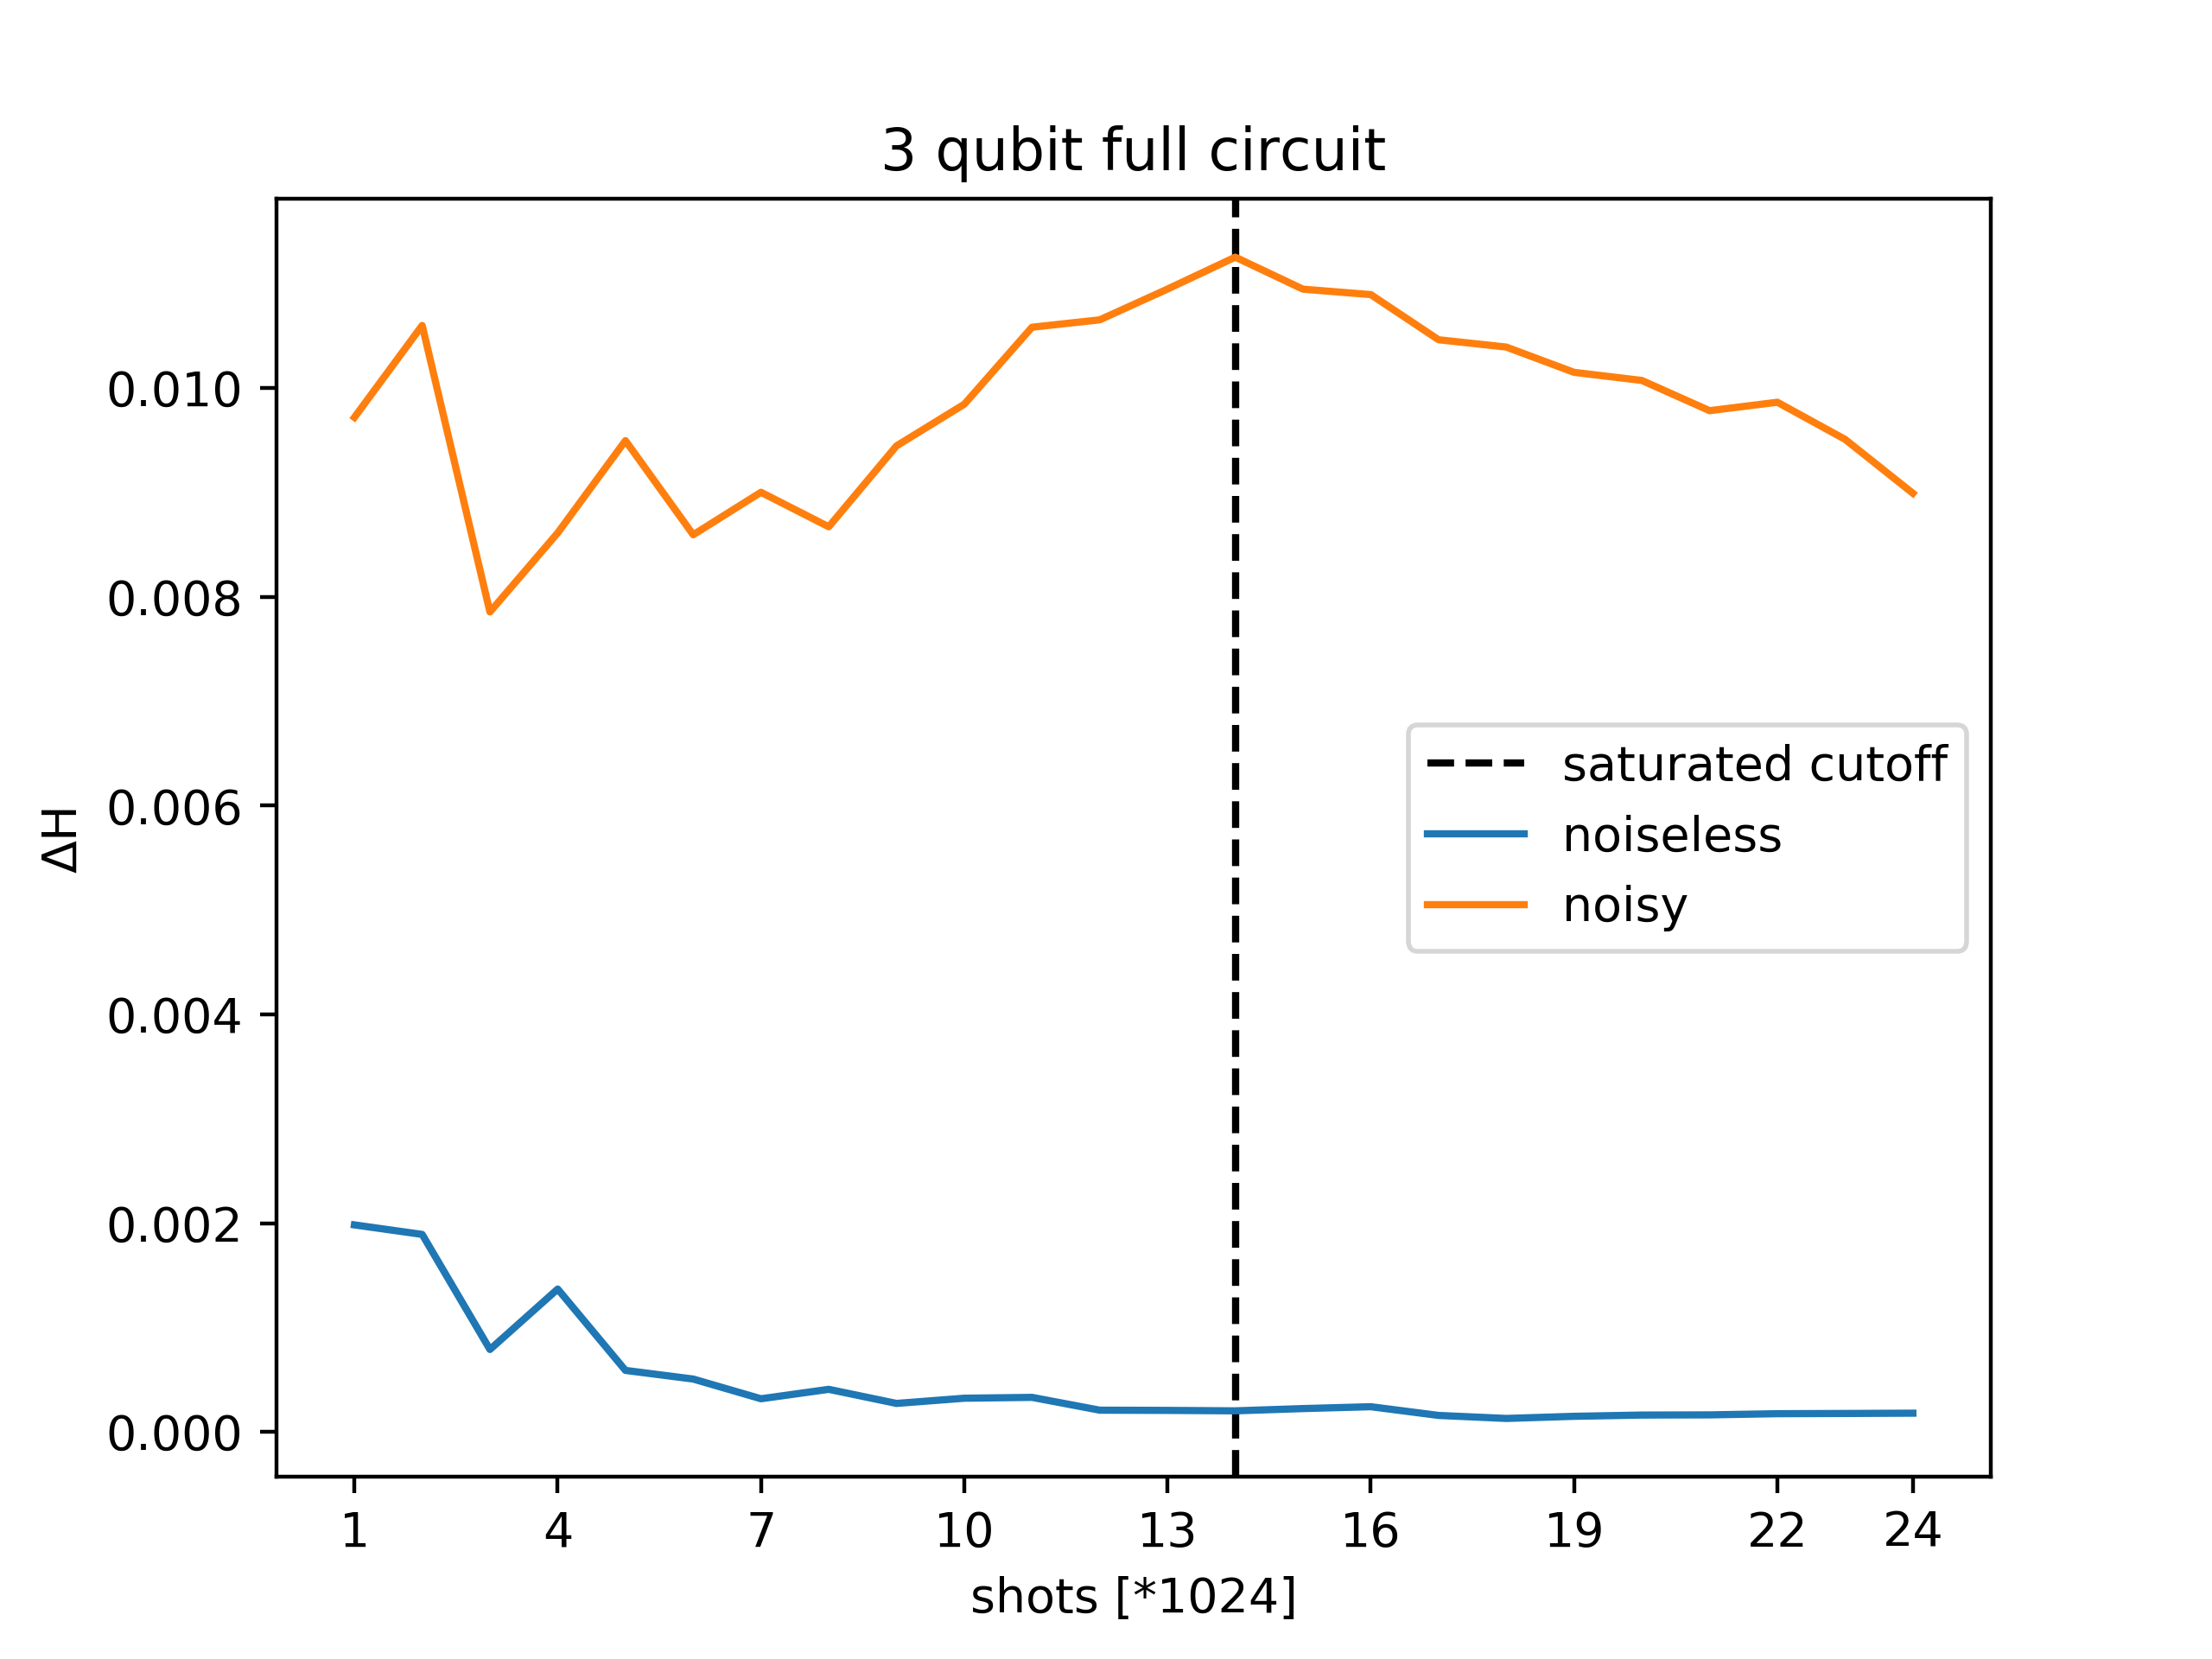 3 qubit full circuit
ΔH
0.010
0.008
0.006
0.004
0.002
0.000
saturated cutoff
noiseless
noisy
1 4 7 10 13 16 19 22 24
shots [*1024]